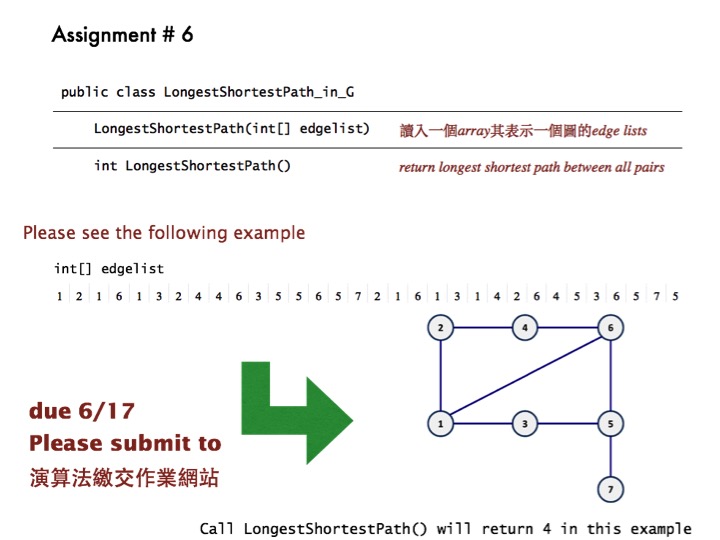 Assignment # 6
public class LongestShortestPath_in_G
LongestShortestPath(int[] edgelist) 讀入一個array其表示一個圖的edge lists
int LongestShortestPath() return longest shortest path between all pairs
Please see the following example
int[] edgelist
1 2 1 6 1 3 2 4 4 6 3 5 5 6 5 7 2 1 6 1 3 1 4 2 6 4 5 3 6 5 7 5
2 4 6
1 3 5
7
due 6/17
Please submit to
演算法繳交作業網站
Call LongestShortestPath() will return 4 in this example